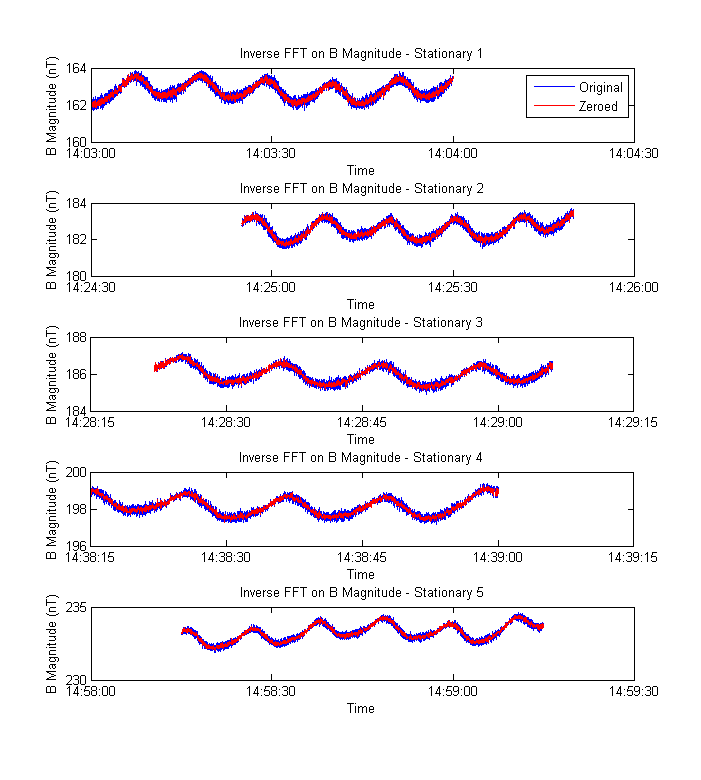 Inverse FFT on B Magnitude - Stationary 1
B Magnitude (nT)
164
162
160
14:03:00 14:03:30 14:04:00 14:04:30
Time
Original
Zeroed
Inverse FFT on B Magnitude - Stationary 2
B Magnitude (nT)
184
182
180
14:24:30 14:25:00 14:25:30 14:26:00
Time
Inverse FFT on B Magnitude - Stationary 3
B Magnitude (nT)
188
186
184
14:28:15 14:28:30 14:28:45 14:29:00 14:29:15
Time
Inverse FFT on B Magnitude - Stationary 4
B Magnitude (nT)
200
198
196
14:38:15 14:38:30 14:38:45 14:39:00 14:39:15
Time
Inverse FFT on B Magnitude - Stationary 5
B Magnitude (nT)
235
230
14:58:00 14:58:30 14:59:00 14:59:30
Time